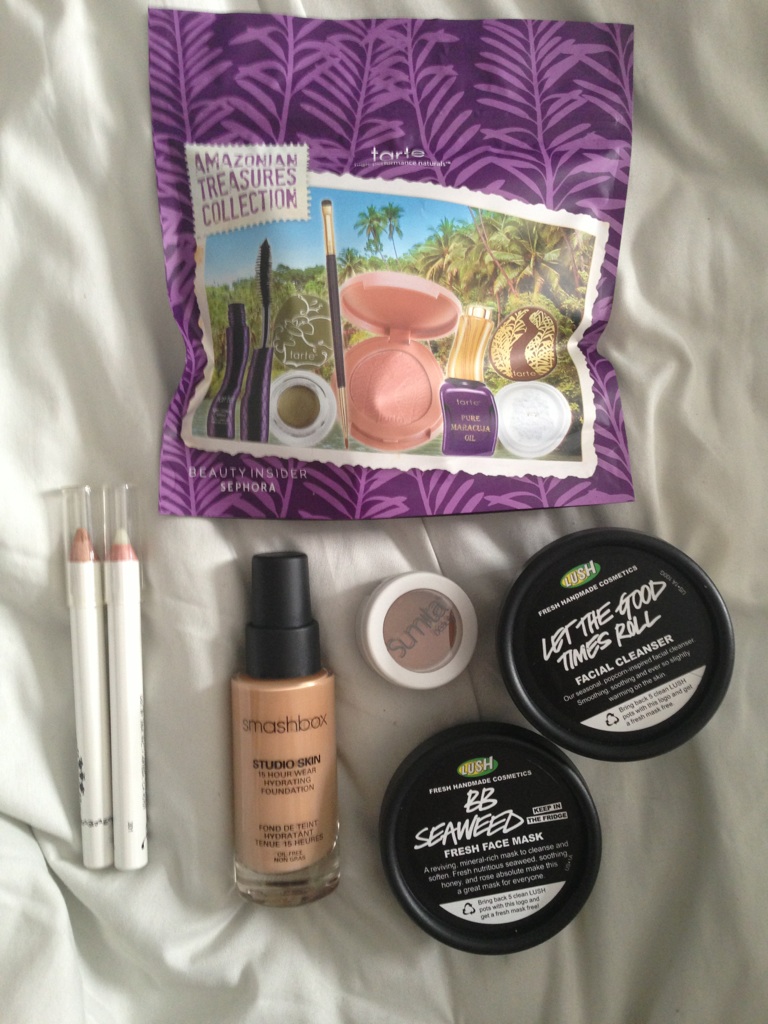 tarte
high-performance naturals™
AMAZONIAN
TREASURES
COLLECTION
tarte
tarte
PURE
MARACUJA
OIL
tarte
BEAUTY INSIDER
SEPHORA
smashbox
STUDIO SKIN
15 HOUR WEAR
HYDRATING
FOUNDATION
FOND DE TEINT
HYDRATANT
TENUE 15 HEURES
OIL-FREE
NON GRAS
sumita
LUSH
FRESH HANDMADE COSMETICS
LET THE GOOD
TIMES ROLL
FACIAL CLEANSER
Our seasonal, popcorn-inspired facial cleanser.
Smoothing, soothing and ever so slightly
warming on the skin.
Bring back 5 clean LUSH
pots with this logo and get
a fresh mask free.
LUSH
FRESH HANDMADE COSMETICS
BB
SEAWEED
KEEP IN
THE FRIDGE
FRESH FACE MASK
A reviving, mineral-rich mask to cleanse and
soften. Fresh nutritious seaweed, soothing
honey, and rose absolute make this
a great mask for everyone.
Bring back 5 clean LUSH
pots with this logo and
get a fresh mask free!